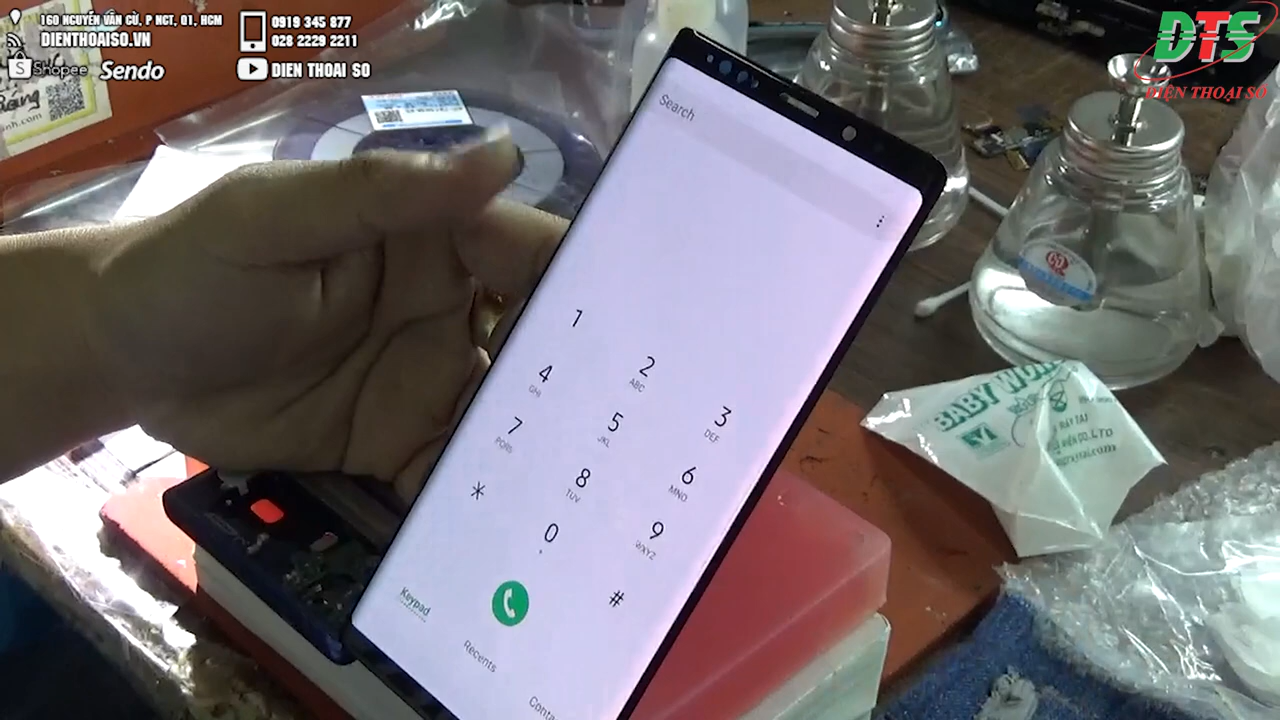 160 NGUYỄN VĂN CỪ, P NCT, Q1, HCM
DIENTHOAISO.VN
Shopee Sendo
0919 345 877
028 2229 2211
DIEN THOAI SO
DTS
ĐIỆN THOẠI SỐ
Search
1
2
ABC
3
DEF
4
GHI
5
JKL
6
MNO
7
PQRS
8
TUV
9
WXYZ
*
0
#
Keypad
Recents
BABY